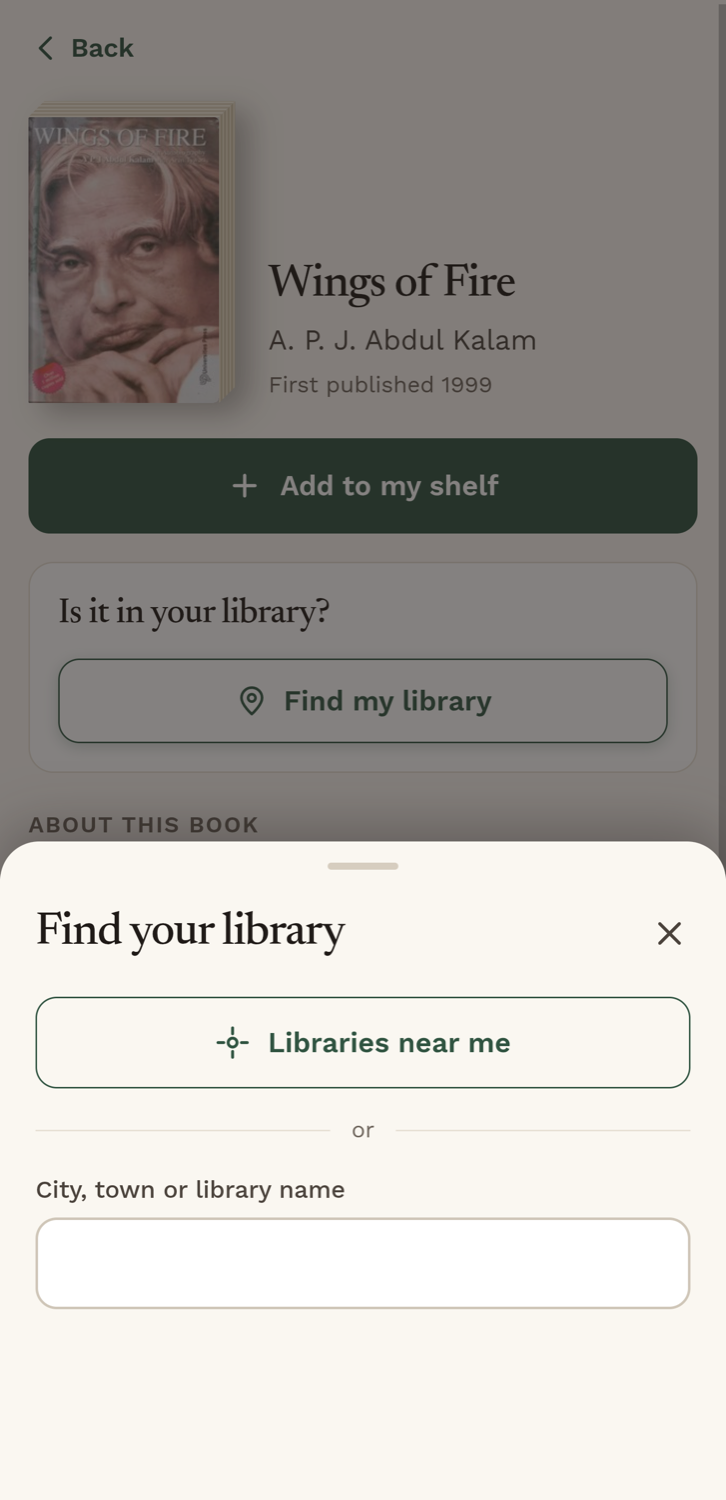 Back
WINGS OF FIRE
Wings of Fire
A. P. J. Abdul Kalam
First published 1999
Add to my shelf
Is it in your library?
Find my library
ABOUT THIS BOOK
Find your library
Libraries near me
or
City, town or library name